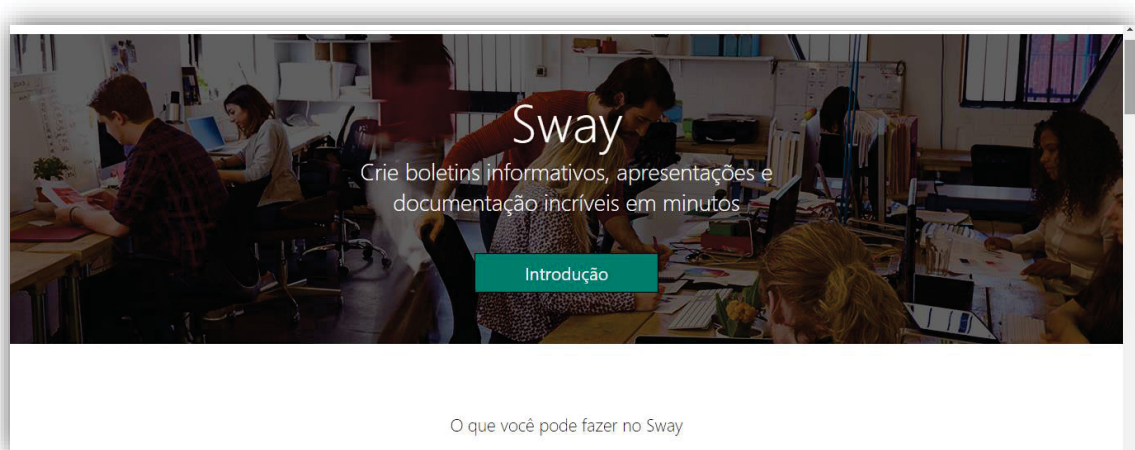 Sway
Crie boletins informativos, apresentações e
documentação incríveis em minutos
Introdução
O que você pode fazer no Sway